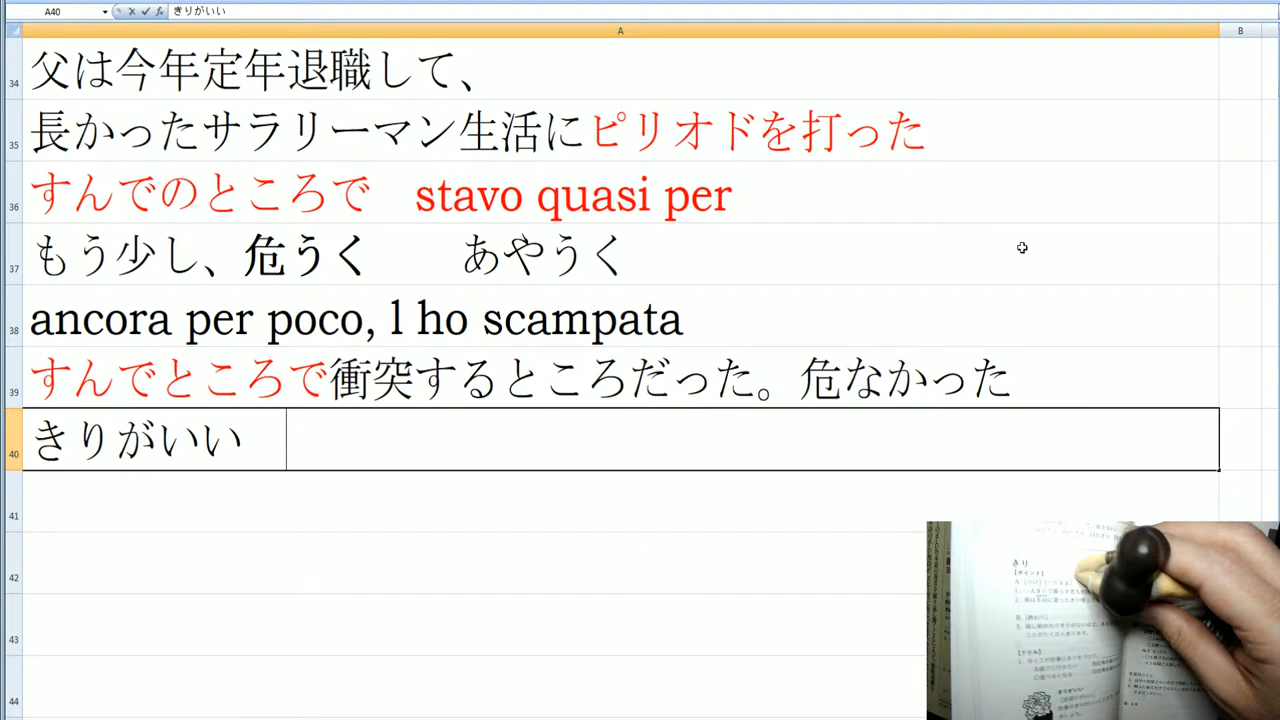 A40
きりがいい
A
B
34
父は今年定年退職して、
35
長かったサラリーマン生活にピリオドを打った
36
すんでのところで stavo quasi per
37
もう少し、危うく あやうく
38
ancora per poco, l ho scampata
39
すんでところで衝突するところだった。危なかった
40
きりがいい
41
42
43
44
きり
【ポイント】